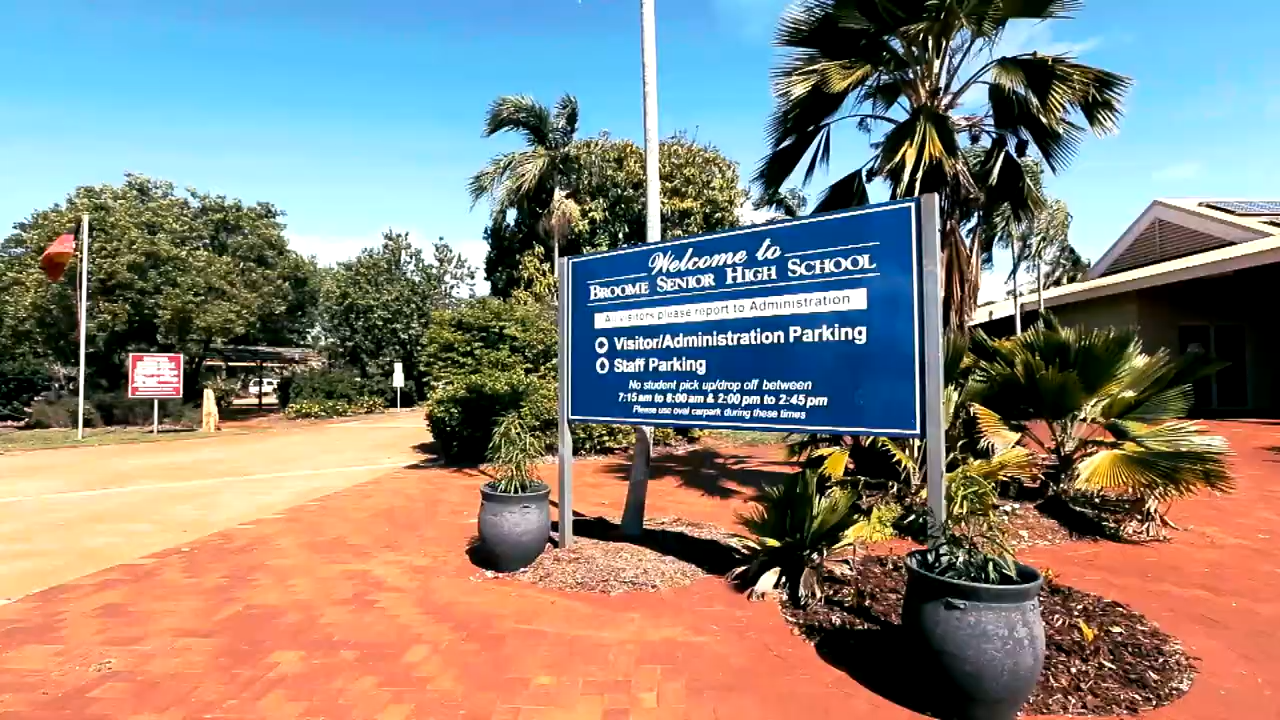 Welcome to
BROOME SENIOR HIGH SCHOOL
All visitors please report to Administration
Visitor/Administration Parking
Staff Parking
No student pick up/drop off between
7:15 am to 8:00 am & 2:00 pm to 2:45 pm
Please use oval carpark during these times